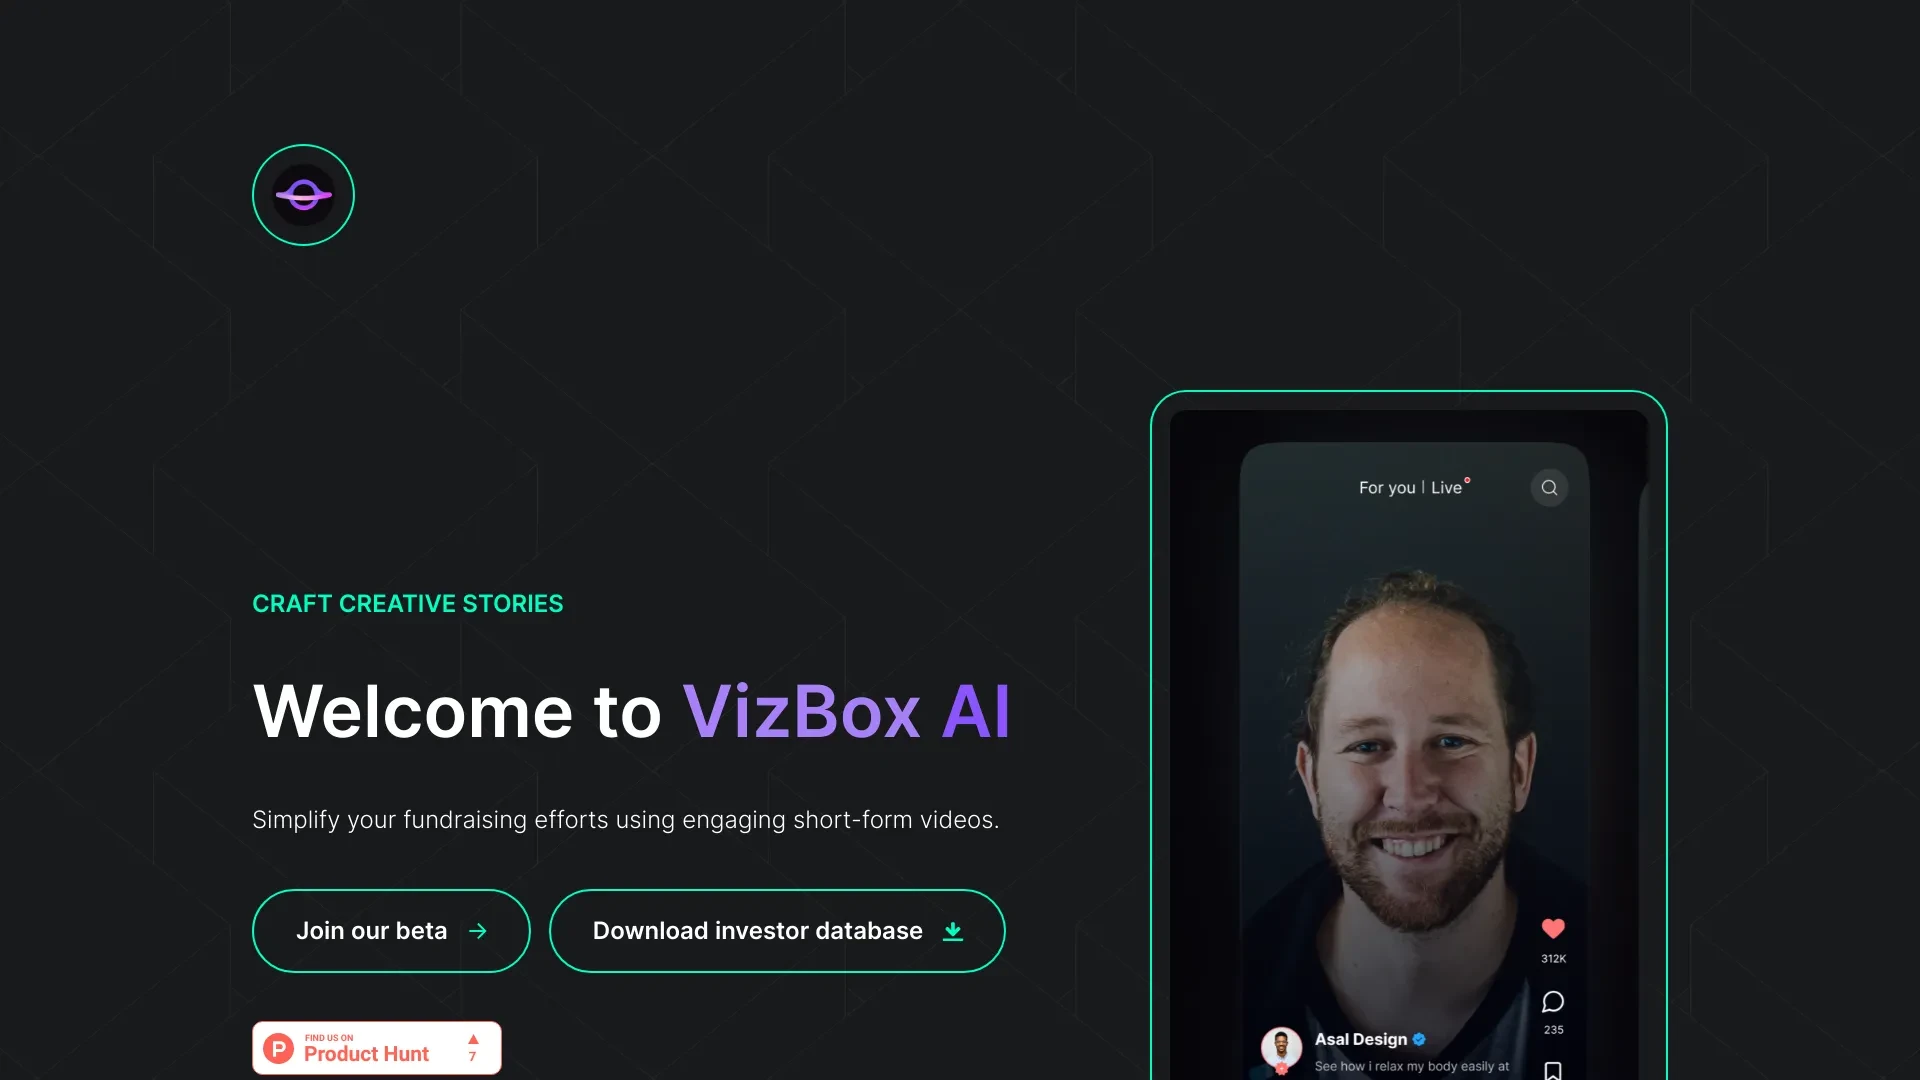 CRAFT CREATIVE STORIES
Welcome to VizBox AI
Simplify your fundraising efforts using engaging short-form videos.
Join our beta
Download investor database
P
FIND US ON
Product Hunt
7
For you | Live
312K
235
Asal Design
See how i relax my body easily at